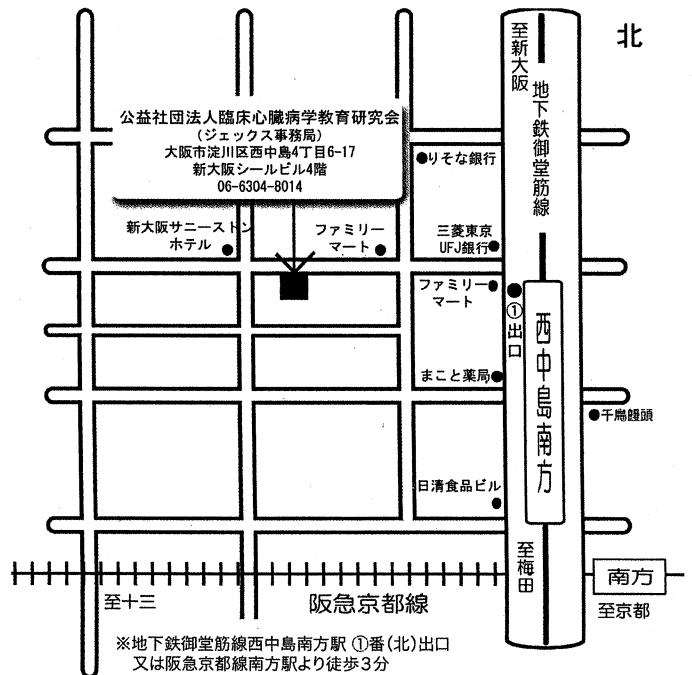 北
至新大阪
地下鉄御堂筋線
公益社団法人臨床心臓病学教育研究会
(ジェックス事務局)
大阪市淀川区西中島4丁目6-17
新大阪シールビル4階
06-6304-8014
りそな銀行
新大阪サニーストン
ホテル
ファミリー
マート
三菱東京
UFJ銀行
ファミリー
マート
①出口
西中島南方
まこと薬局
千鳥饅頭
日清食品ビル
至梅田
南方
至十三
阪急京都線
至京都
※地下鉄御堂筋線西中島南方駅 ①番(北)出口
又は阪急京都線南方駅より徒歩3分